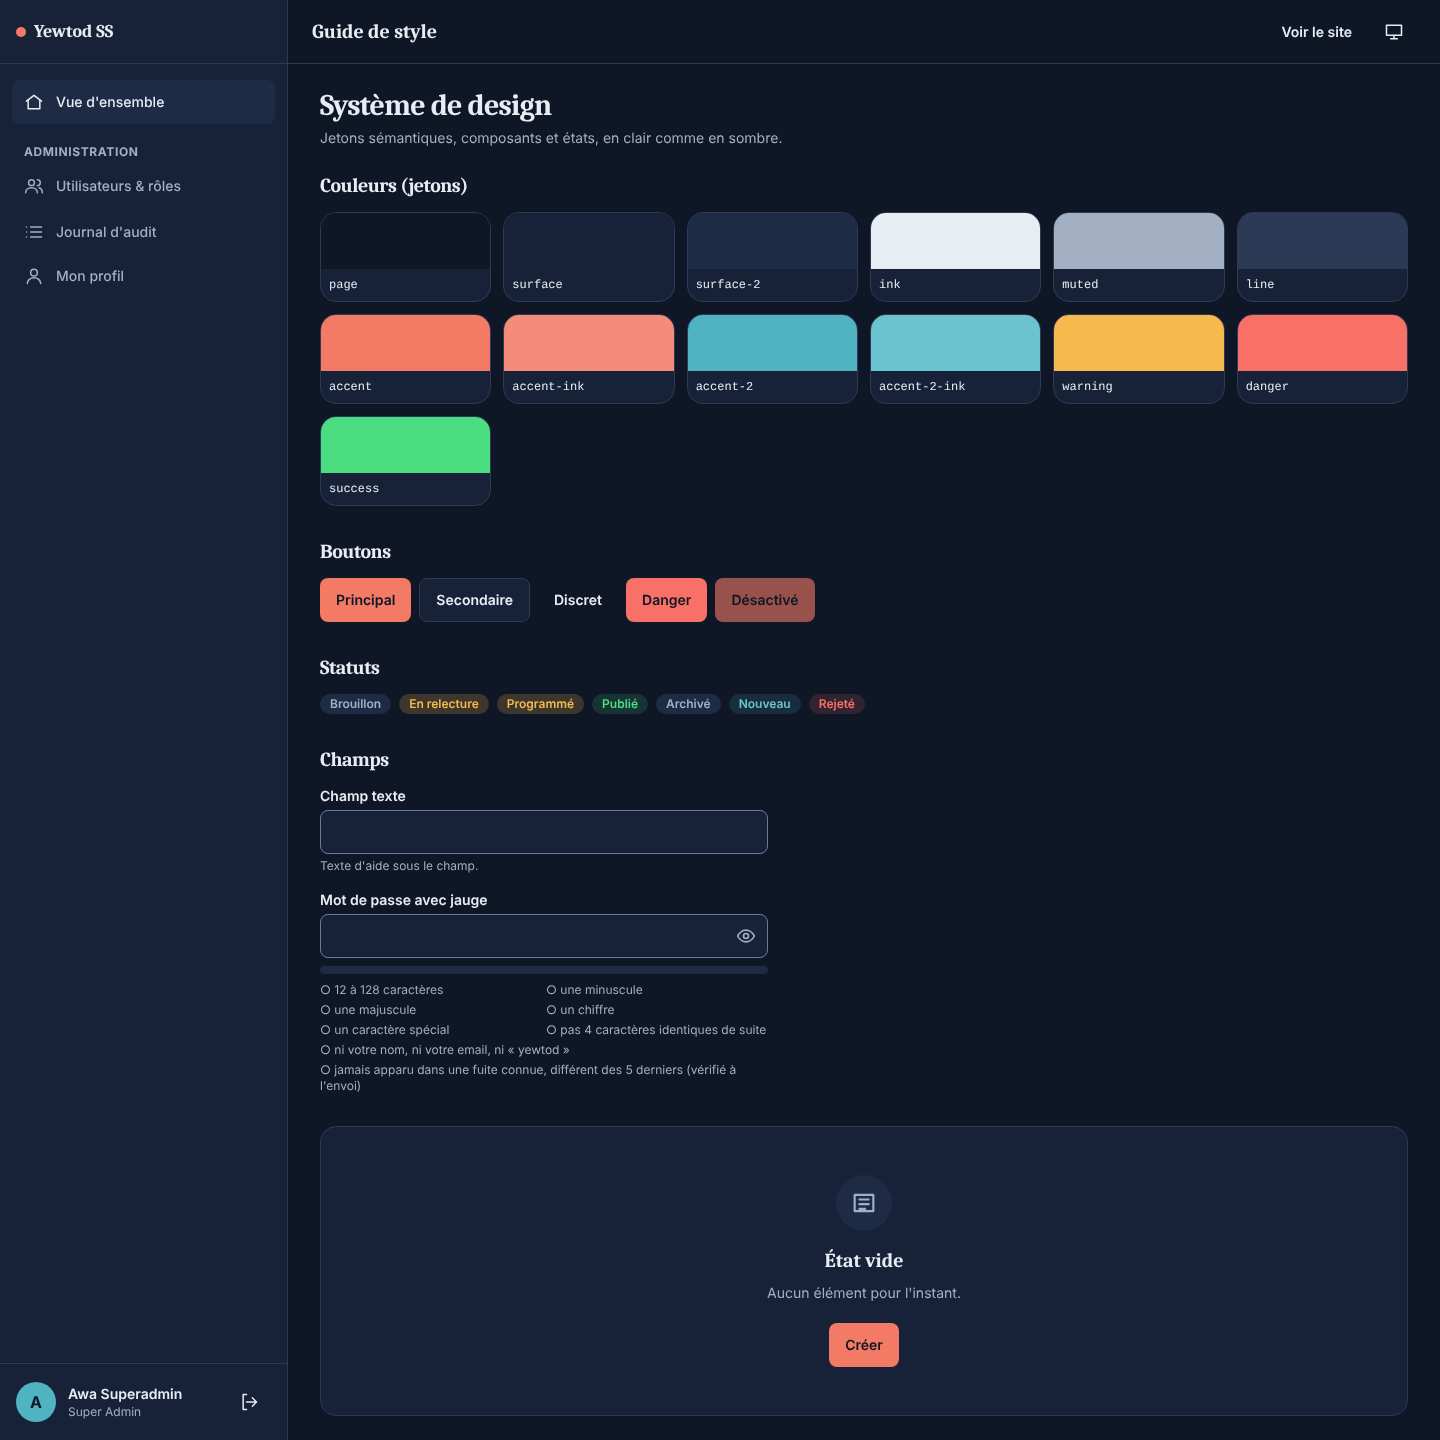 Yewtod SS
Guide de style
Voir le site
Vue d'ensemble
ADMINISTRATION
Utilisateurs & rôles
Journal d'audit
Mon profil
Système de design
Jetons sémantiques, composants et états, en clair comme en sombre.
Couleurs (jetons)
page
surface
surface-2
ink
muted
line
accent
accent-ink
accent-2
accent-2-ink
warning
danger
success
Boutons
Principal
Secondaire
Discret
Danger
Désactivé
Statuts
Brouillon
En relecture
Programmé
Publié
Archivé
Nouveau
Rejeté
Champs
Champ texte
Texte d'aide sous le champ.
Mot de passe avec jauge
12 à 128 caractères
une minuscule
une majuscule
un chiffre
un caractère spécial
pas 4 caractères identiques de suite
ni votre nom, ni votre email, ni « yewtod »
jamais apparu dans une fuite connue, différent des 5 derniers (vérifié à
l'envoi)
État vide
Aucun élément pour l'instant.
Créer
A
Awa Superadmin
Super Admin